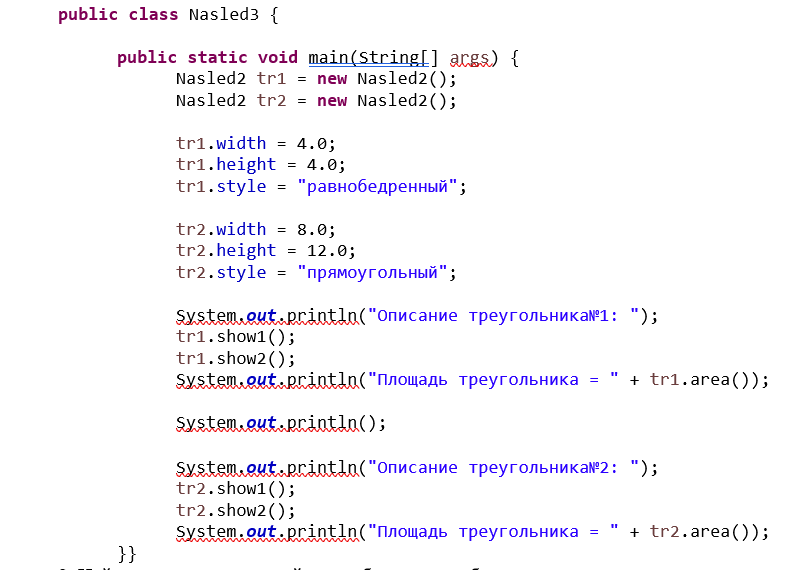 public class Nasled3 {
public static void main(String[] args) {
Nasled2 tr1 = new Nasled2();
Nasled2 tr2 = new Nasled2();
tr1.width = 4.0;
tr1.height = 4.0;
tr1.style = "равнобедренный";
tr2.width = 8.0;
tr2.height = 12.0;
tr2.style = "прямоугольный";
System.out.println("Описание треугольника№1: ");
tr1.show1();
tr1.show2();
System.out.println("Площадь треугольника = " + tr1.area());
System.out.println();
System.out.println("Описание треугольника№2: ");
tr2.show1();
tr2.show2();
System.out.println("Площадь треугольника = " + tr2.area());
}}